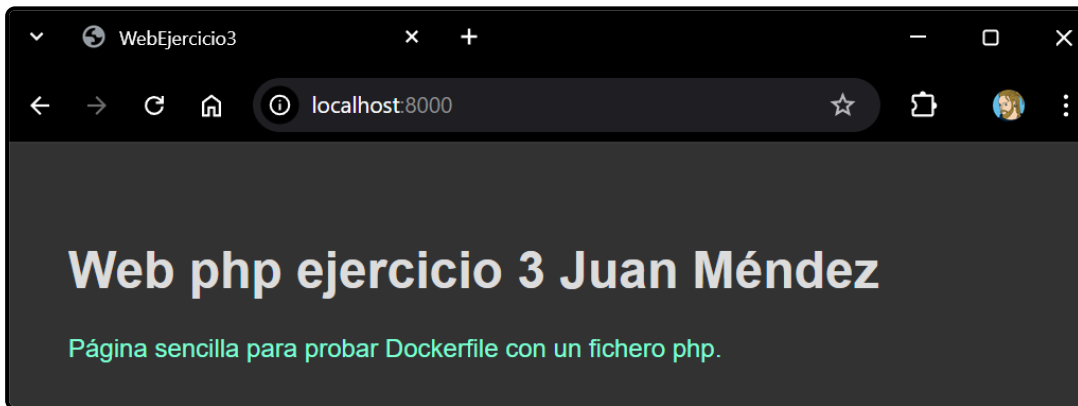 WebEjercicio3
localhost:8000
Web php ejercicio 3 Juan Méndez
Página sencilla para probar Dockerfile con un fichero php.